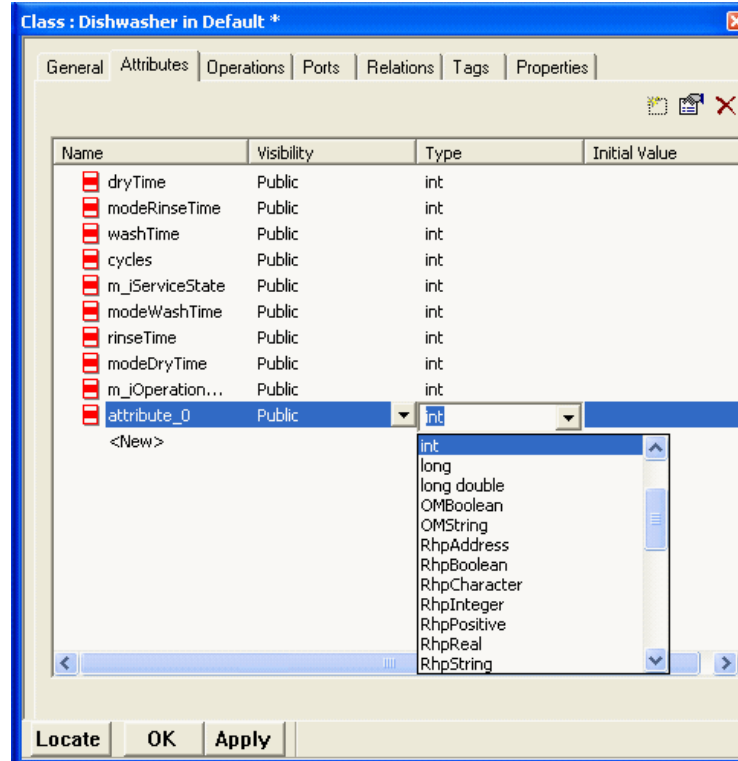 Class : Dishwasher in Default *
General Attributes Operations Ports Relations Tags Properties
Name Visibility Type Initial Value
dryTime Public int
modeRinseTime Public int
washTime Public int
cycles Public int
m_iServiceState Public int
modeWashTime Public int
rinseTime Public int
modeDryTime Public int
m_iOperation... Public int
attribute_0 Public int
<New>
int
long
long double
OMBoolean
OMString
RhpAddress
RhpBoolean
RhpCharacter
RhpInteger
RhpPositive
RhpReal
RhpString
Locate OK Apply